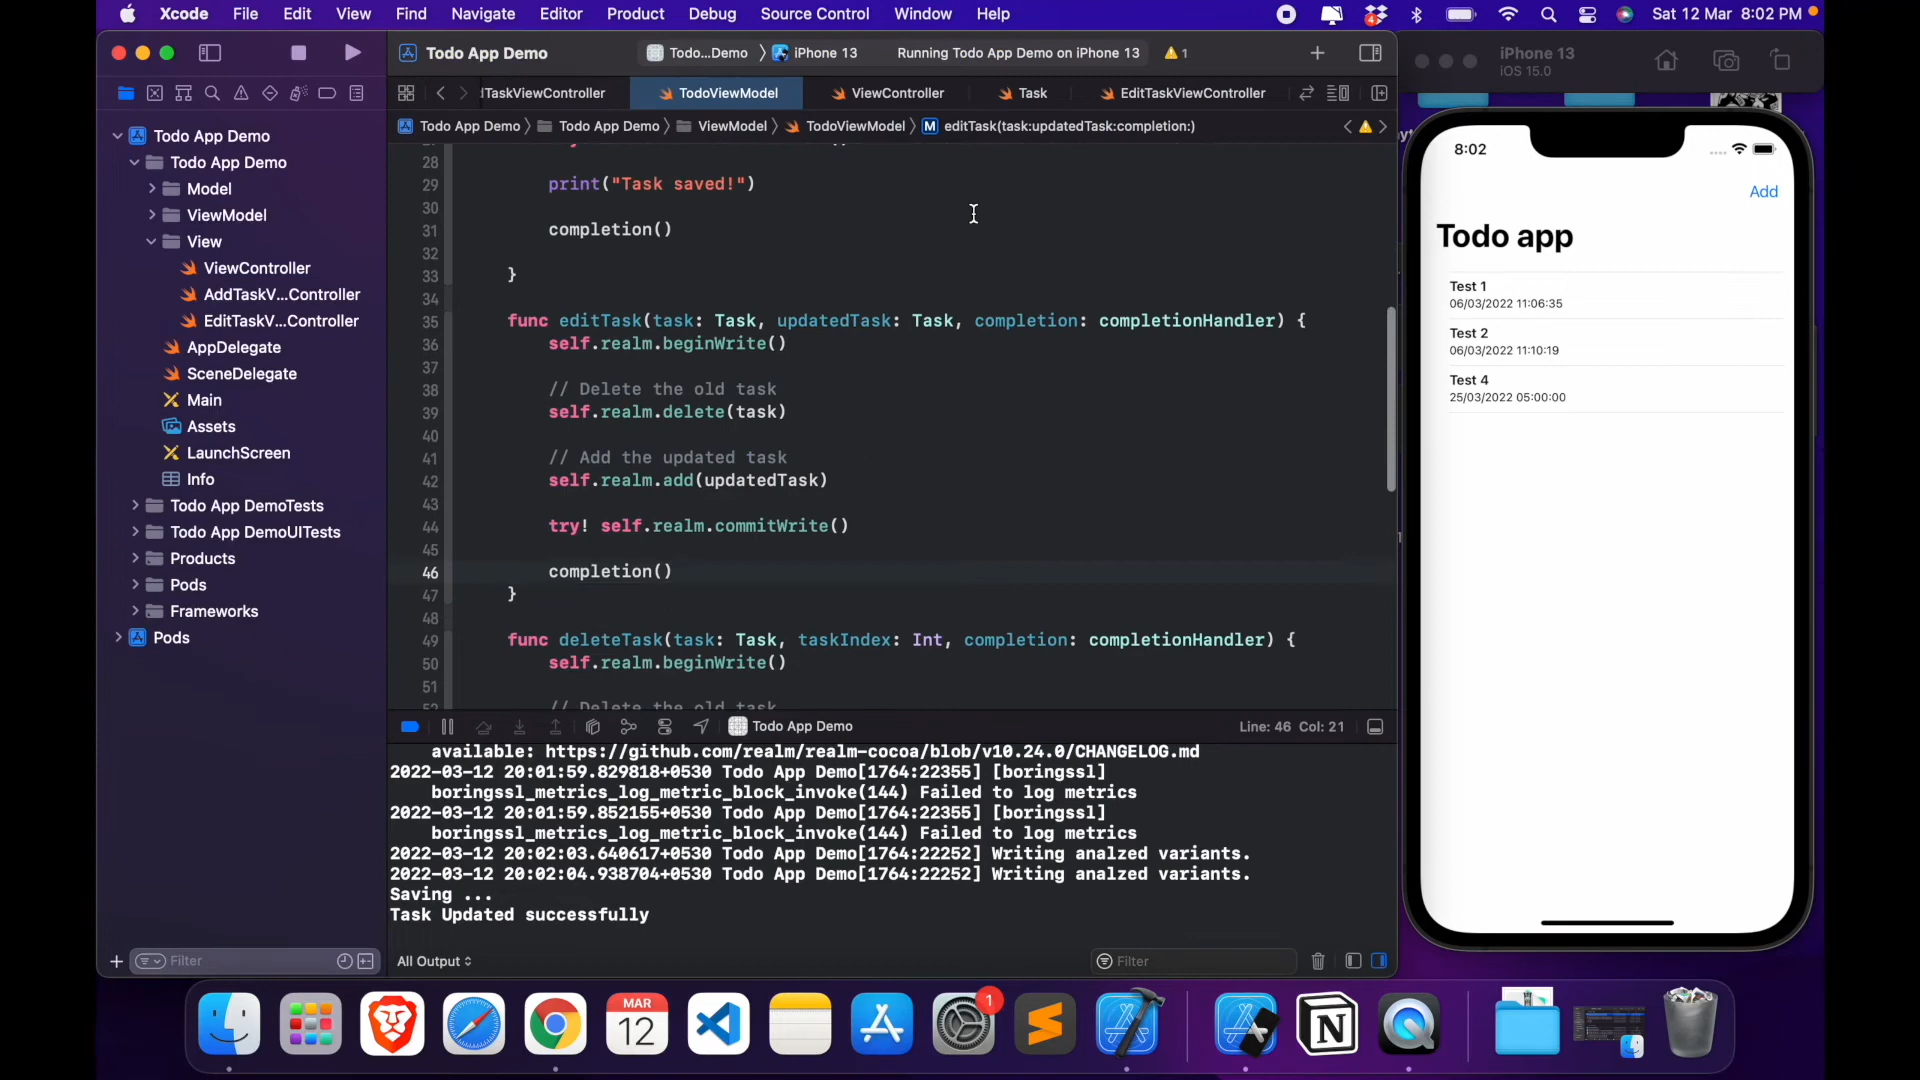 Xcode File Edit View Find Navigate Editor Product Debug Source Control Window Help
4
Sat 12 Mar 8:02 PM
Todo App Demo
Todo...Demo
iPhone 13
Running Todo App Demo on iPhone 13
1
iPhone 13
iOS 15.0
TaskViewController
TodoViewModel
ViewController
Task
EditTaskViewController
Todo App Demo
Todo App Demo
ViewModel
TodoViewModel
M editTask(task:updatedTask:completion:)
Todo App Demo
Todo App Demo
Model
ViewModel
View
ViewController
AddTaskV...Controller
EditTaskV...Controller
AppDelegate
SceneDelegate
Main
Assets
LaunchScreen
Info
Todo App DemoTests
Todo App DemoUITests
Products
Pods
Frameworks
Pods
Filter
28
29 print("Task saved!")
30
31 completion()
32
33 }
34
35 func editTask(task: Task, updatedTask: Task, completion: completionHandler) {
36 self.realm.beginWrite()
37
38 // Delete the old task
39 self.realm.delete(task)
40
41 // Add the updated task
42 self.realm.add(updatedTask)
43
44 try! self.realm.commitWrite()
45
46 completion()
47 }
48
49 func deleteTask(task: Task, taskIndex: Int, completion: completionHandler) {
50 self.realm.beginWrite()
51
// Delete the old task
Todo App Demo
Line: 46 Col: 21
available: https://github.com/realm/realm-cocoa/blob/v10.24.0/CHANGELOG.md
2022-03-12 20:01:59.829818+0530 Todo App Demo[1764:22355] [boringssl]
boringssl_metrics_log_metric_block_invoke(144) Failed to log metrics
2022-03-12 20:01:59.852155+0530 Todo App Demo[1764:22355] [boringssl]
boringssl_metrics_log_metric_block_invoke(144) Failed to log metrics
2022-03-12 20:02:03.640617+0530 Todo App Demo[1764:22252] Writing analzed variants.
2022-03-12 20:02:04.938704+0530 Todo App Demo[1764:22252] Writing analzed variants.
Saving ...
Task Updated successfully
All Output
Filter
8:02
Add
Todo app
Test 1
06/03/2022 11:06:35
Test 2
06/03/2022 11:10:19
Test 4
25/03/2022 05:00:00
MAR
12
1